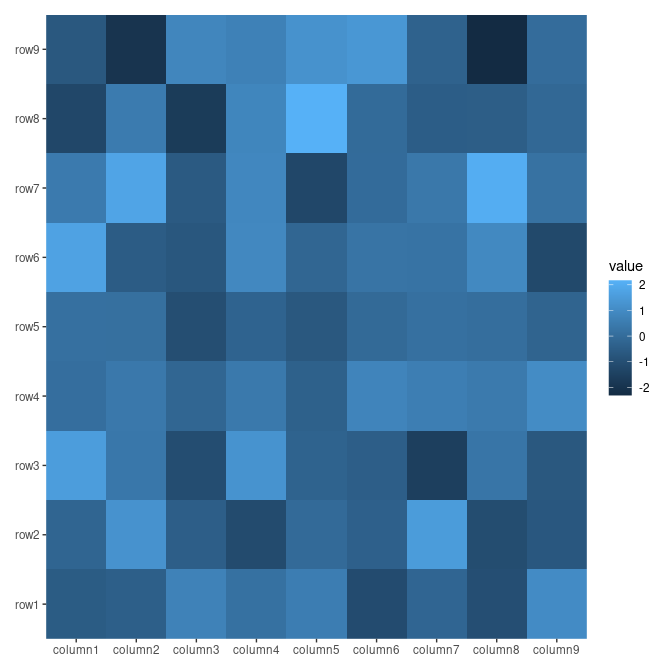 row9
row8
row7
row6
row5
row4
row3
row2
row1
column1 column2 column3 column4 column5 column6 column7 column8 column9
value
2
1
0
-1
-2